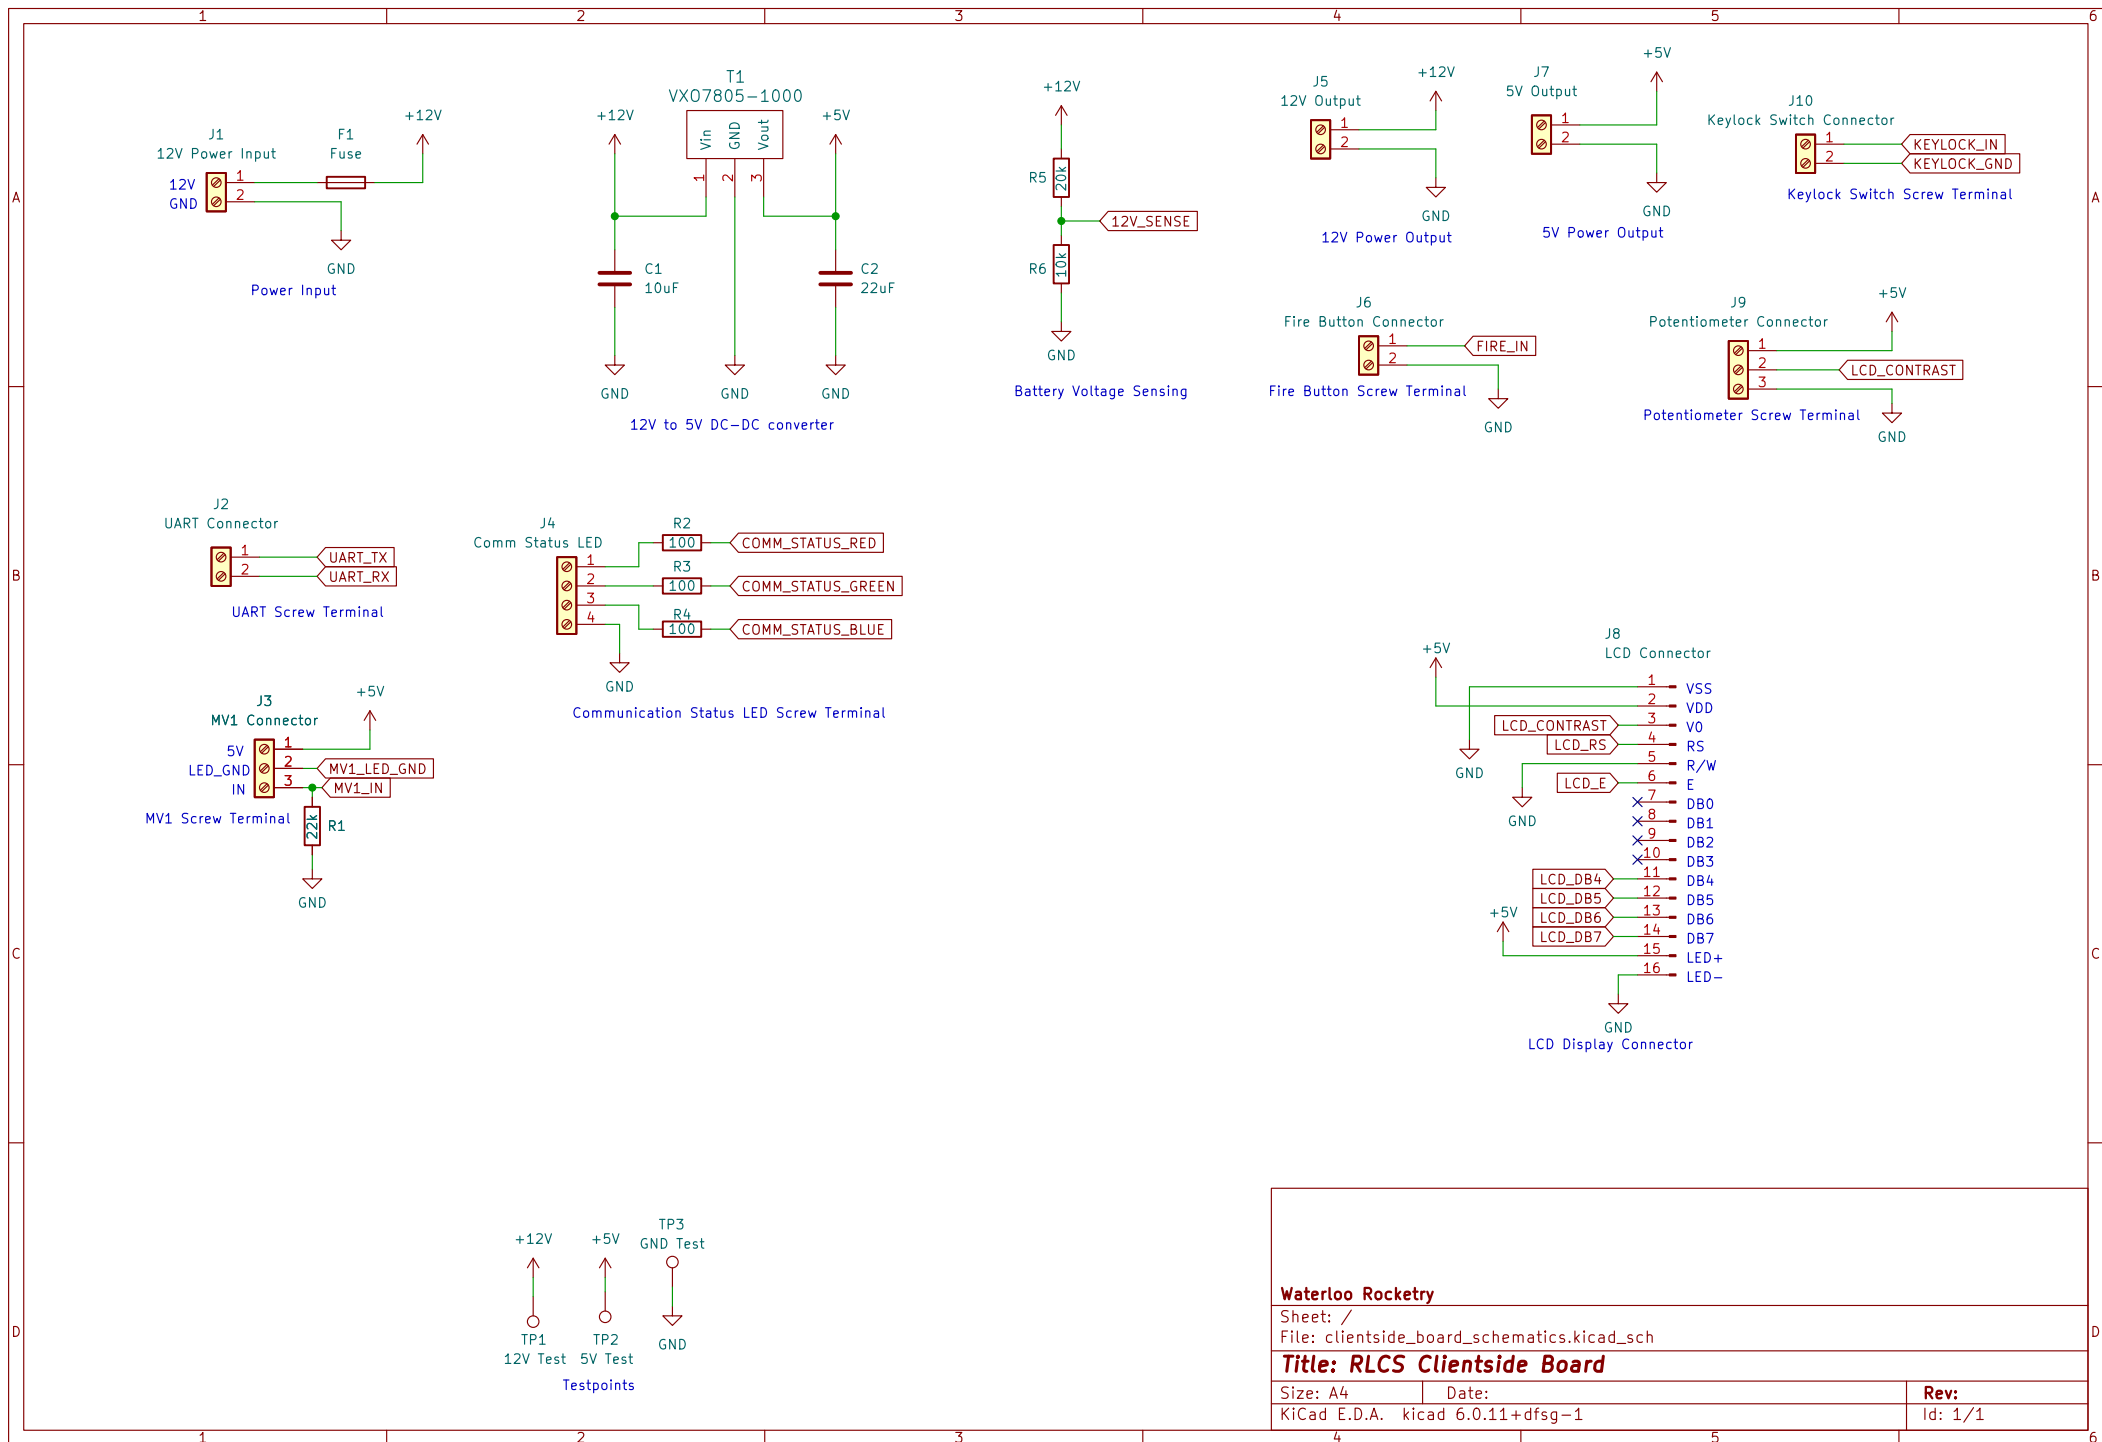 1 2 3 4 5 6
A
J1
12V Power Input
12V
GND
1
2
F1
Fuse
+12V
GND
Power Input
+12V
T1
VXO7805-1000
Vin
GND
Vout
1
2
3
+5V
C1
10uF
C2
22uF
GND
GND
GND
12V to 5V DC-DC converter
+12V
R5
20k
12V_SENSE
R6
10k
GND
Battery Voltage Sensing
J5
12V Output
1
2
+12V
GND
12V Power Output
J7
5V Output
1
2
+5V
GND
5V Power Output
J10
Keylock Switch Connector
1
2
KEYLOCK_IN
KEYLOCK_GND
Keylock Switch Screw Terminal
A
J6
Fire Button Connector
1
2
FIRE_IN
GND
Fire Button Screw Terminal
J9
Potentiometer Connector
1
2
3
+5V
LCD_CONTRAST
GND
Potentiometer Screw Terminal
B
J2
UART Connector
1
2
UART_TX
UART_RX
UART Screw Terminal
J4
Comm Status LED
1
2
3
4
R2
100
COMM_STATUS_RED
R3
100
COMM_STATUS_GREEN
R4
100
COMM_STATUS_BLUE
GND
Communication Status LED Screw Terminal
B
J3
MV1 Connector
5V
LED_GND
IN
1
2
3
+5V
MV1_LED_GND
MV1_IN
MV1 Screw Terminal
22k
R1
GND
J8
LCD Connector
+5V
1 VSS
2 VDD
LCD_CONTRAST 3 V0
LCD_RS 4 RS
GND
5 R/W
LCD_E 6 E
GND
7 DB0
8 DB1
9 DB2
10 DB3
LCD_DB4 11 DB4
LCD_DB5 12 DB5
LCD_DB6 13 DB6
LCD_DB7 14 DB7
+5V
15 LED+
16 LED-
GND
LCD Display Connector
C
C
D
+12V
TP1
12V Test
+5V
TP2
5V Test
TP3
GND Test
GND
Testpoints
D
Waterloo Rocketry
Sheet: /
File: clientside_board_schematics.kicad_sch
Title: RLCS Clientside Board
Size: A4
Date:
Rev:
KiCad E.D.A. kicad 6.0.11+dfsg-1
Id: 1/1
1 2 3 4 5 6